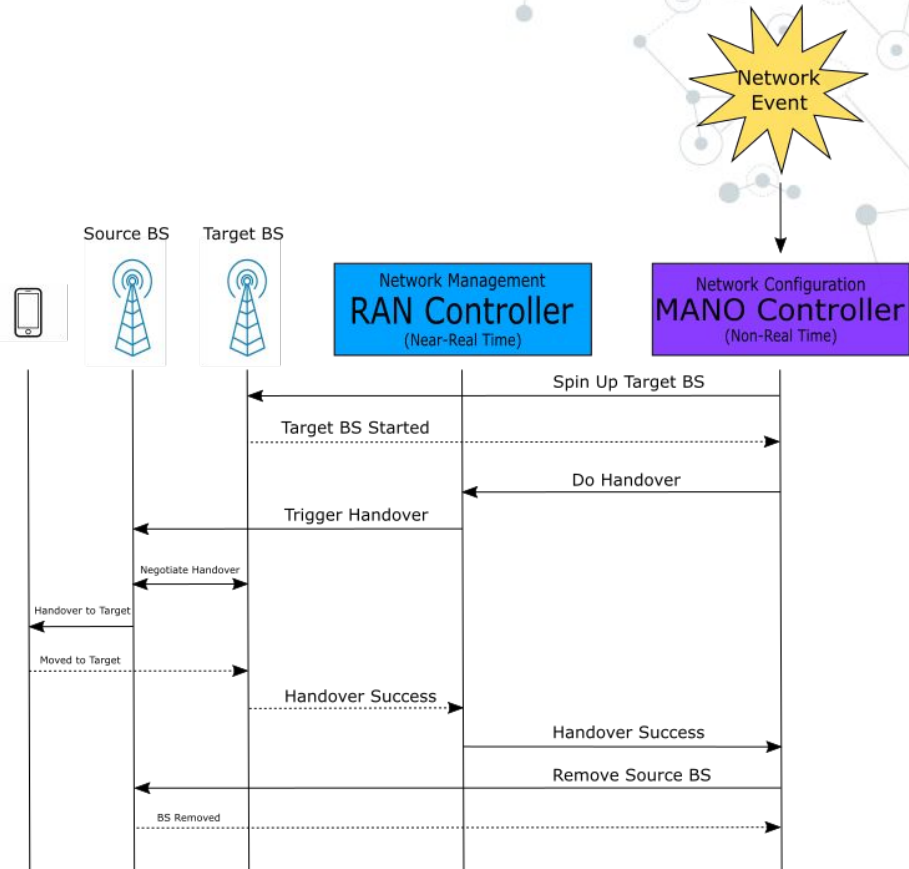 Network
Event
Source BS
Target BS
Network Management
RAN Controller
(Near-Real Time)
Network Configuration
MANO Controller
(Non-Real Time)
Spin Up Target BS
Target BS Started
Do Handover
Trigger Handover
Negotiate Handover
Handover to Target
Moved to Target
Handover Success
Handover Success
Remove Source BS
BS Removed